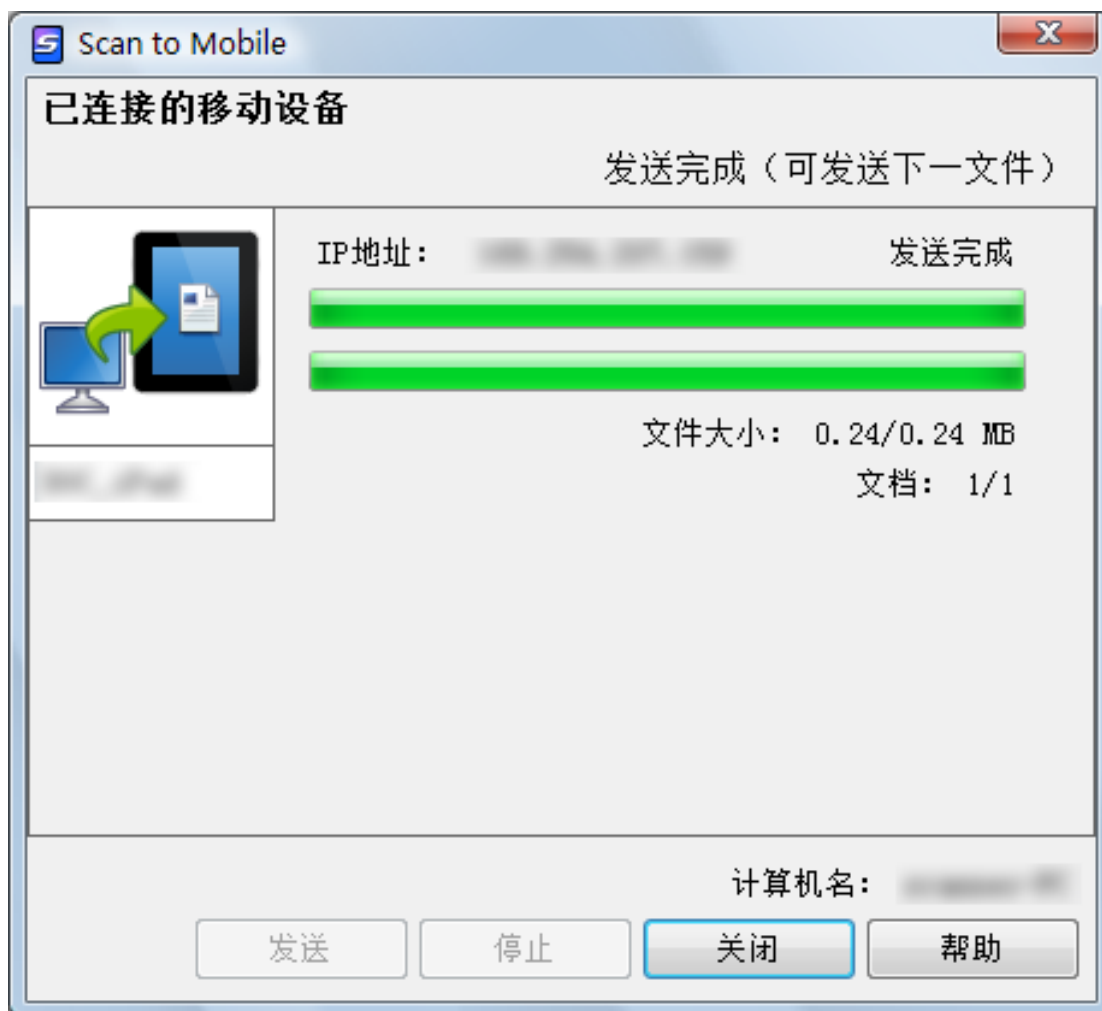 Scan to Mobile
已连接的移动设备
发送完成（可发送下一文件）
IP地址： 发送完成
文件大小： 0.24/0.24 MB
文档： 1/1
计算机名：
发送 停止 关闭 帮助